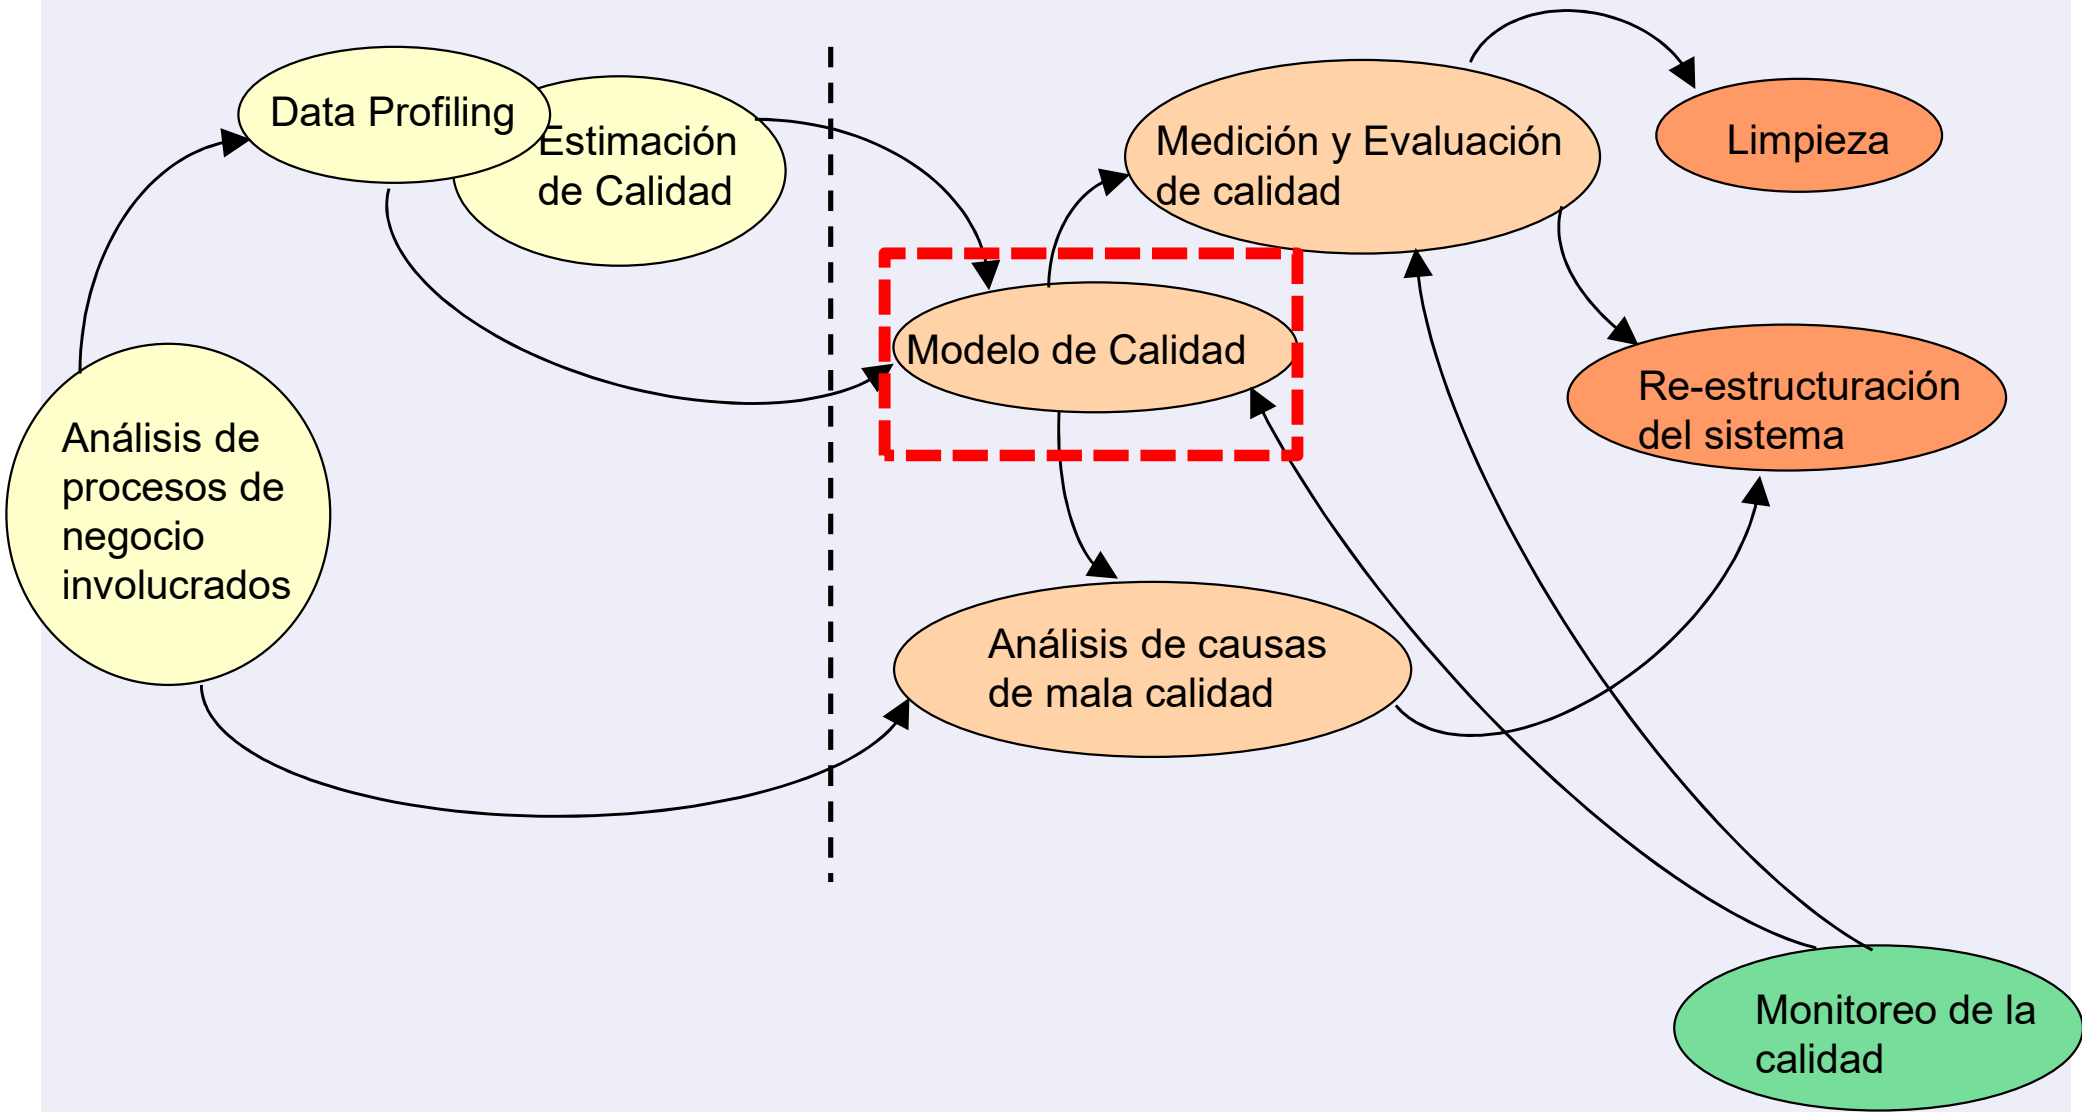 Data Profiling
Estimación
de Calidad
Medición y Evaluación
de calidad
Limpieza
Modelo de Calidad
Re-estructuración
del sistema
Análisis de
procesos de
negocio
involucrados
Análisis de causas
de mala calidad
Monitoreo de la
calidad